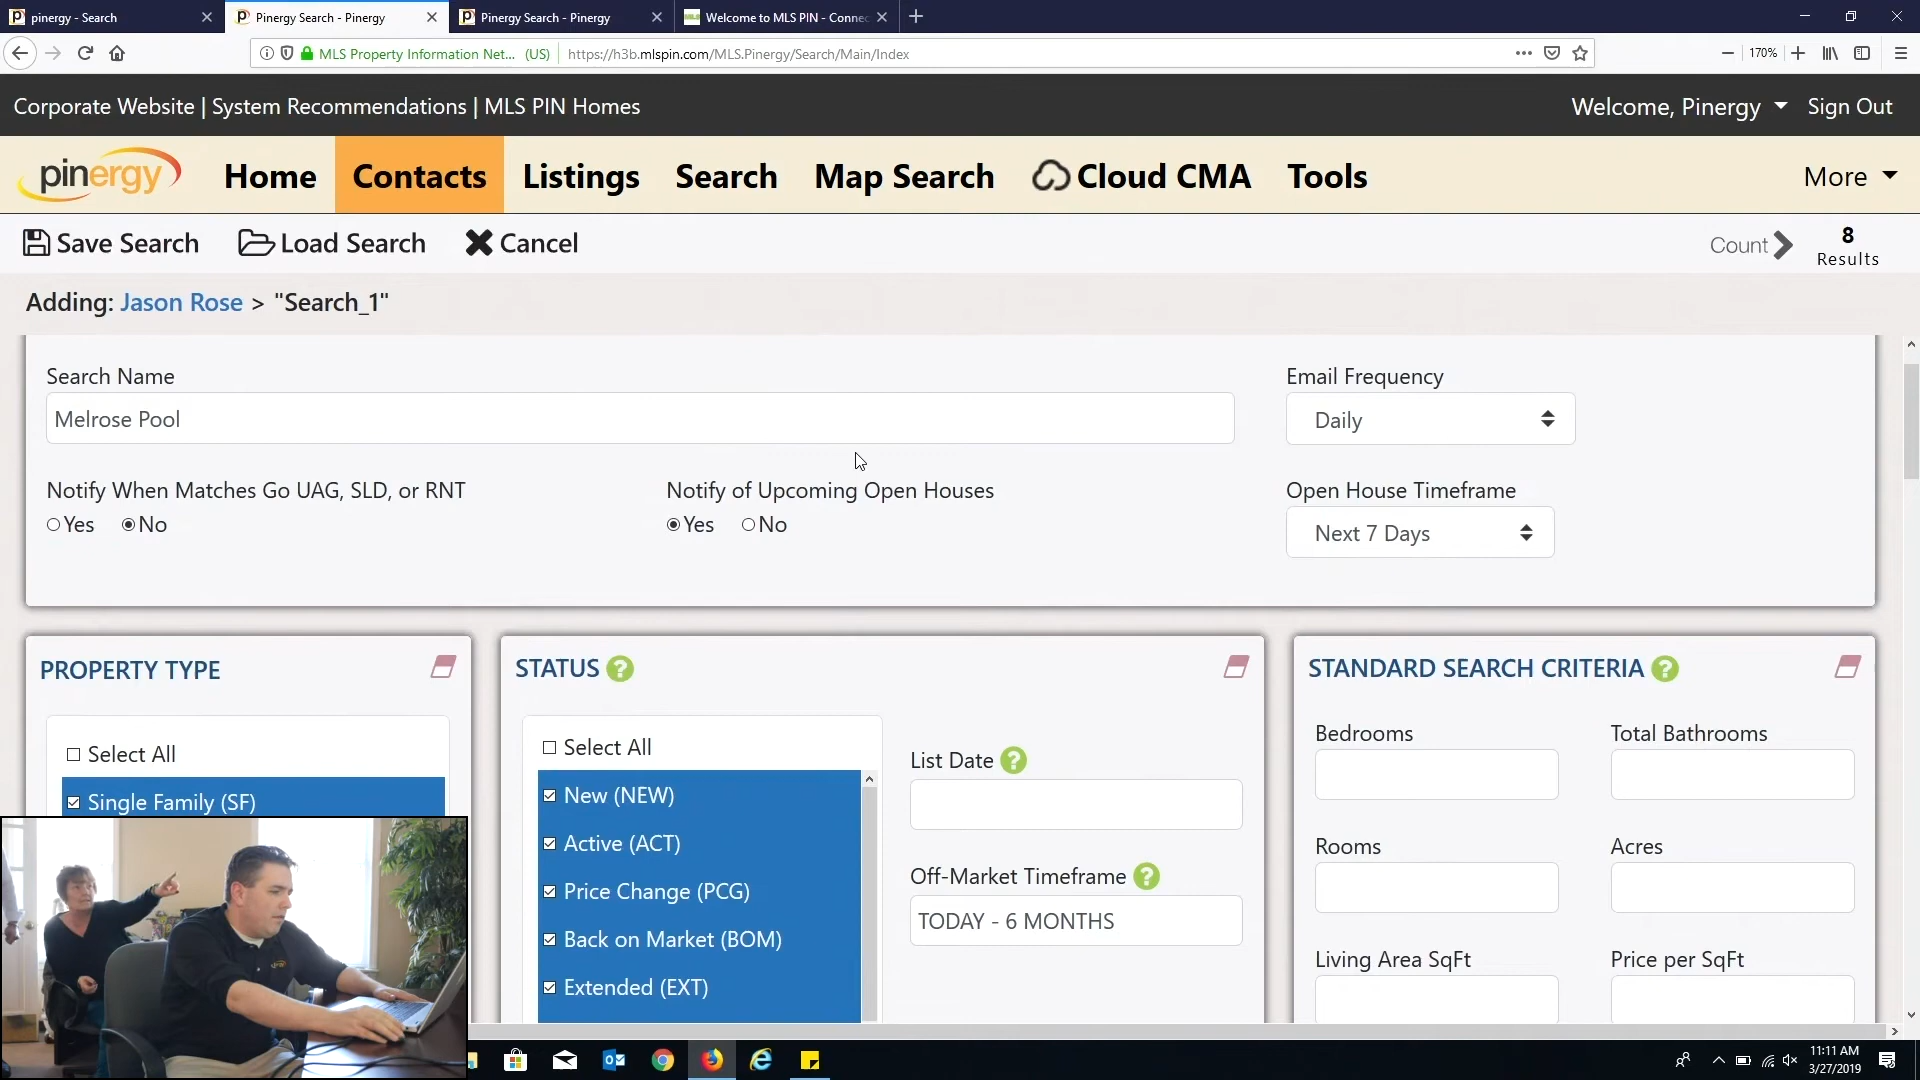 pinergy - Search
Pinergy Search - Pinergy
Pinergy Search - Pinergy
Welcome to MLS PIN - Connec
MLS Property Information Net... (US)
https://h3b.mlspin.com/MLS.Pinergy/Search/Main/Index
170%
Corporate Website | System Recommendations | MLS PIN Homes
Welcome, Pinergy
Sign Out
pinergy
Home
Contacts
Listings
Search
Map Search
Cloud CMA
Tools
More
Save Search
Load Search
Cancel
Count
8
Results
Adding: Jason Rose > "Search_1"
Search Name
Email Frequency
Melrose Pool
Daily
Notify When Matches Go UAG, SLD, or RNT
Notify of Upcoming Open Houses
Open House Timeframe
Yes No
Yes No
Next 7 Days
PROPERTY TYPE
STATUS ?
STANDARD SEARCH CRITERIA ?
Select All
Single Family (SF)
Select All
New (NEW)
Active (ACT)
Price Change (PCG)
Back on Market (BOM)
Extended (EXT)
List Date ?
Off-Market Timeframe ?
TODAY - 6 MONTHS
Bedrooms
Total Bathrooms
Rooms
Acres
Living Area SqFt
Price per SqFt
11:11 AM
3/27/2019